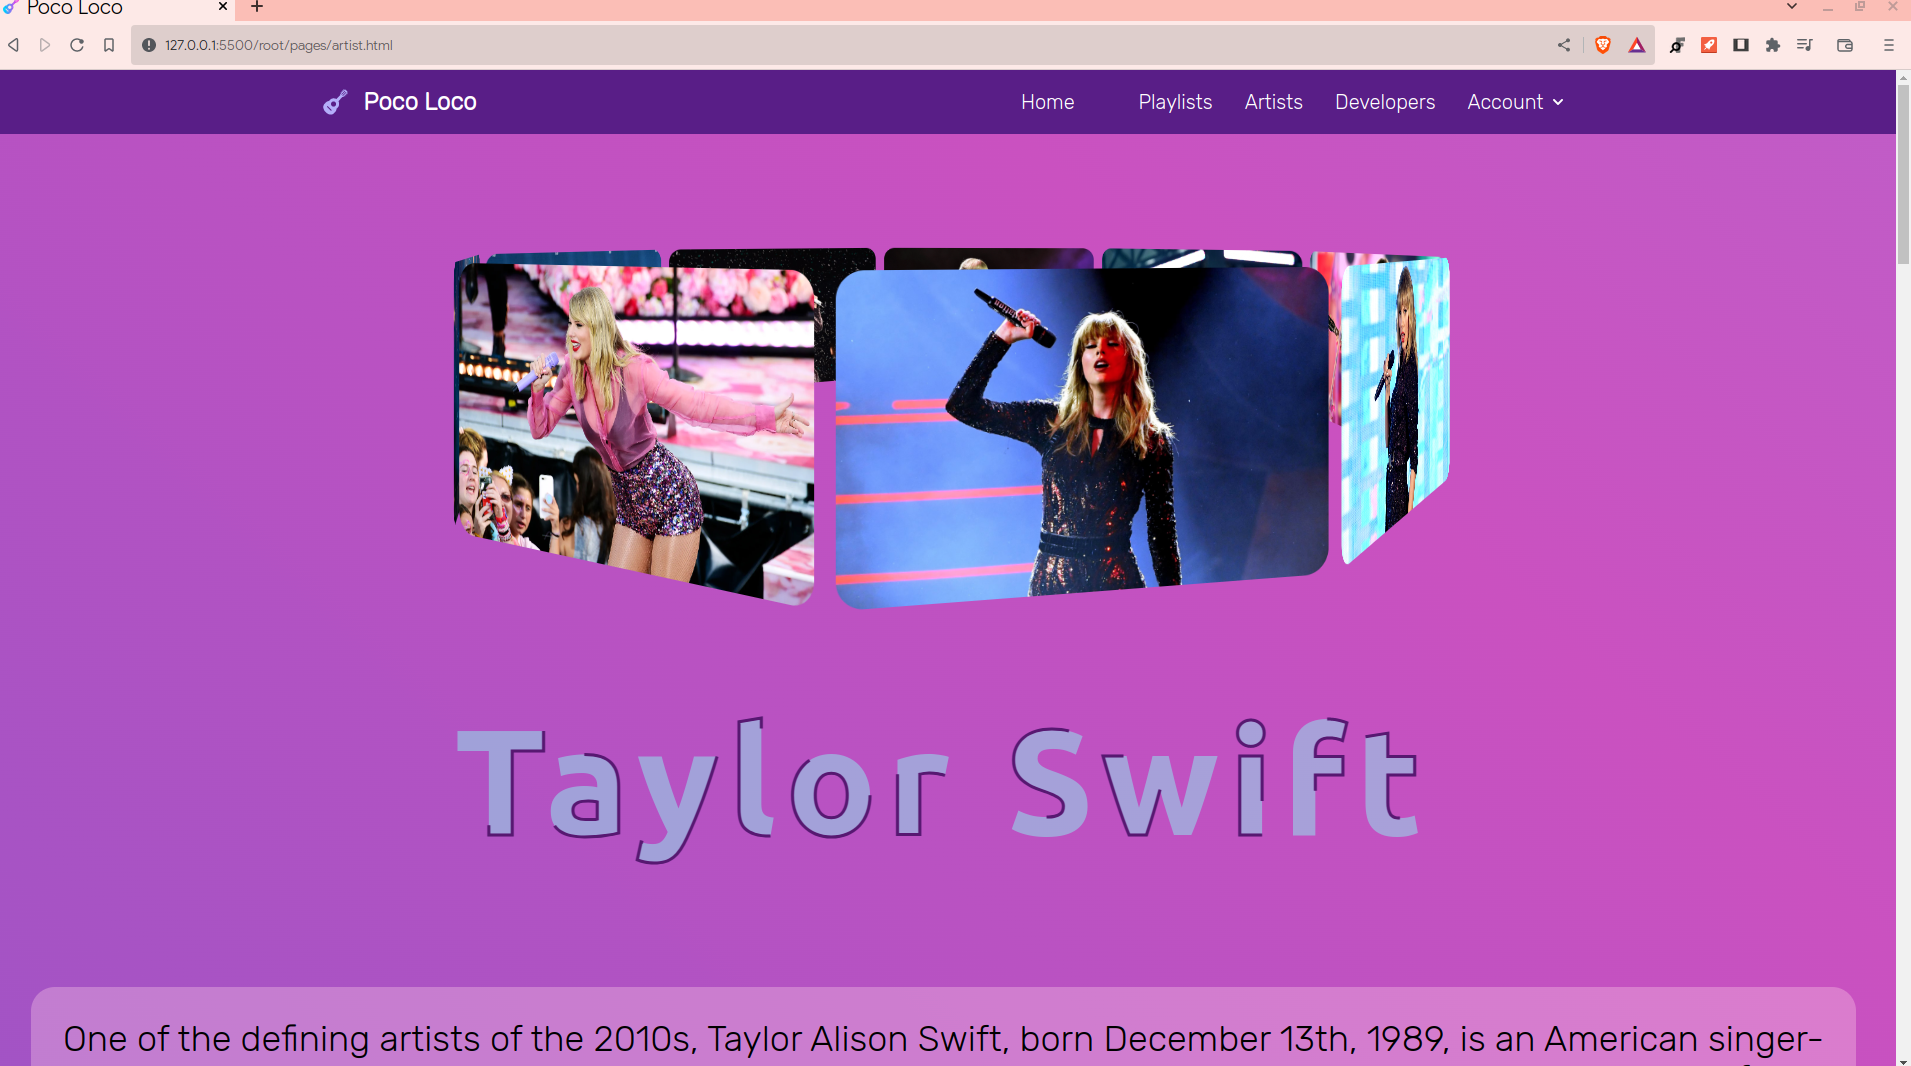 Poco Loco
127.0.0.1:5500/root/pages/artist.html
Poco Loco Home Playlists Artists Developers Account
Taylor Swift
One of the defining artists of the 2010s, Taylor Alison Swift, born December 13th, 1989, is an American singer-